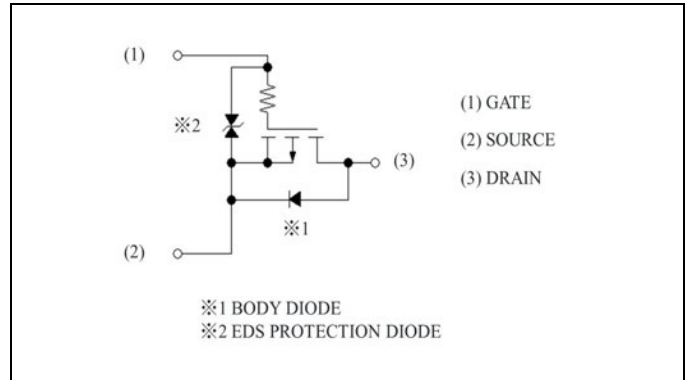 (1)
(1) GATE
※2
(2) SOURCE
(3)
(3) DRAIN
※1
(2)
※1 BODY DIODE
※2 EDS PROTECTION DIODE